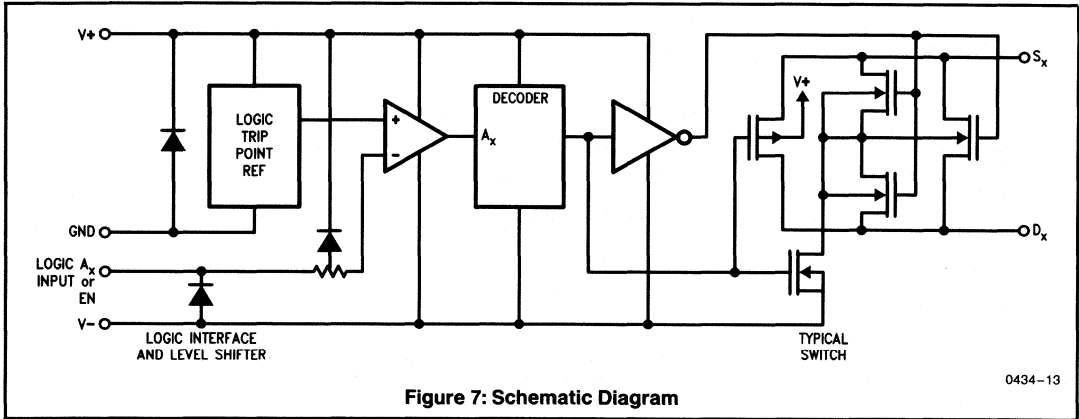 V+
LOGIC
TRIP
POINT
REF
+
-
DECODER
Ax
V+
Sx
GND
Dx
LOGIC Ax
INPUT or
EN
V-
LOGIC INTERFACE
AND LEVEL SHIFTER
TYPICAL
SWITCH
0434-13
Figure 7: Schematic Diagram